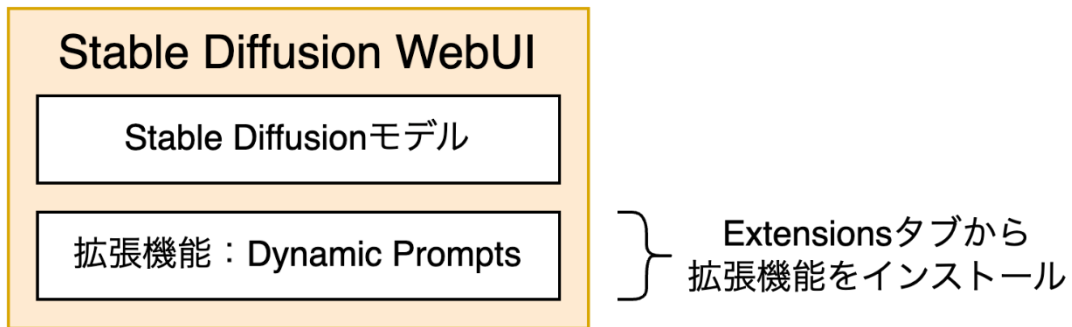 Stable Diffusion WebUI
Stable Diffusionモデル
拡張機能：Dynamic Prompts
Extensionsタブから
拡張機能をインストール